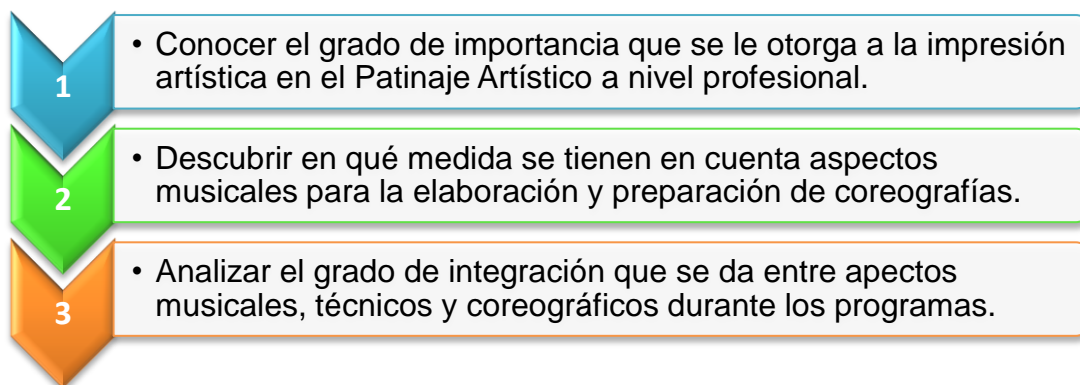 1
• Conocer el grado de importancia que se le otorga a la impresión
artística en el Patinaje Artístico a nivel profesional.
2
• Descubrir en qué medida se tienen en cuenta aspectos
musicales para la elaboración y preparación de coreografías.
3
• Analizar el grado de integración que se da entre apectos
musicales, técnicos y coreográficos durante los programas.